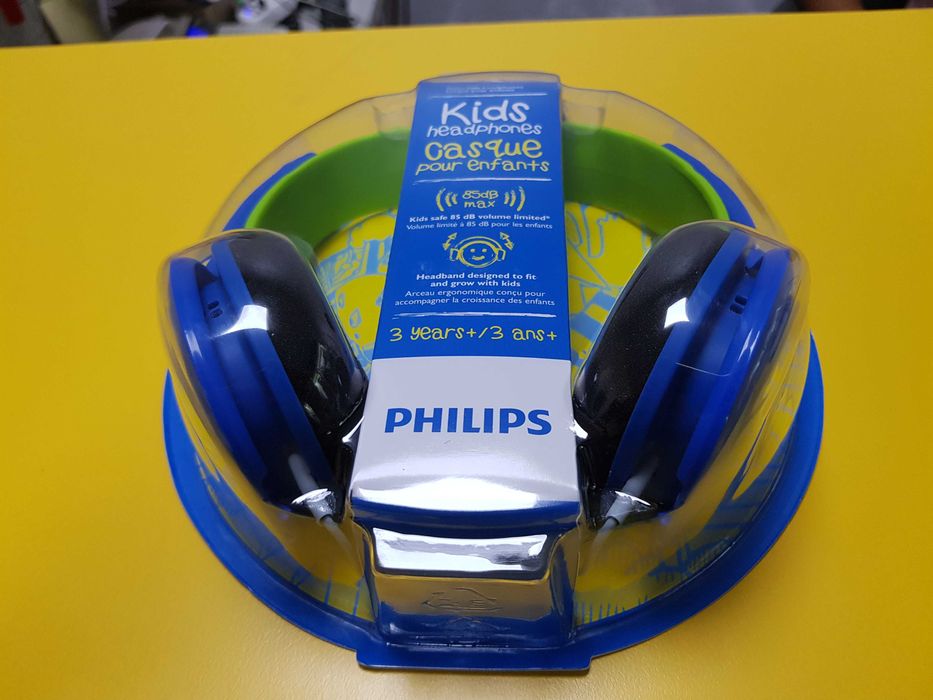 Kids
headphones
casque
pour enfants
85dB
max
Kids safe 85 dB volume limited*
Volume limité à 85 dB pour les enfants
Headband designed to fit
and grow with kids
Arceau ergonomique conçu pour
accompagner la croissance des enfants
3 years+/3 ans+
PHILIPS